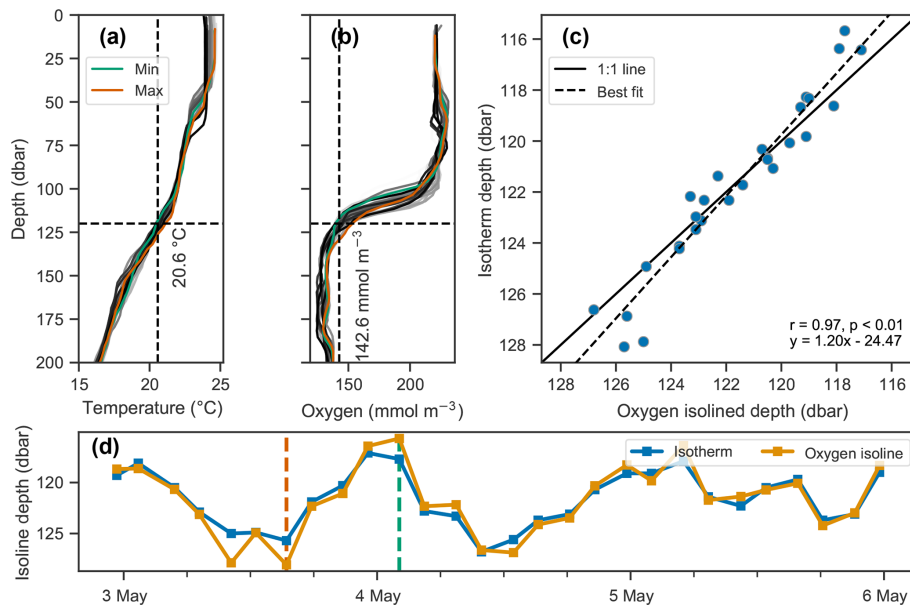 0
25
50
75
100
125
150
175
200
Depth (dbar)
(a)
Min
Max
20.6 °C
15
20
25
Temperature (°C)
(b)
142.6 mmol m⁻³
150
200
Oxygen (mmol m⁻³)
(c)
1:1 line
Best fit
116
118
120
122
124
126
128
Isotherm depth (dbar)
r = 0.97, p < 0.01
y = 1.20x - 24.47
128
126
124
122
120
118
116
Oxygen isolined depth (dbar)
(d)
Isotherm
Oxygen isoline
120
125
Isoline depth (dbar)
3 May
4 May
5 May
6 May